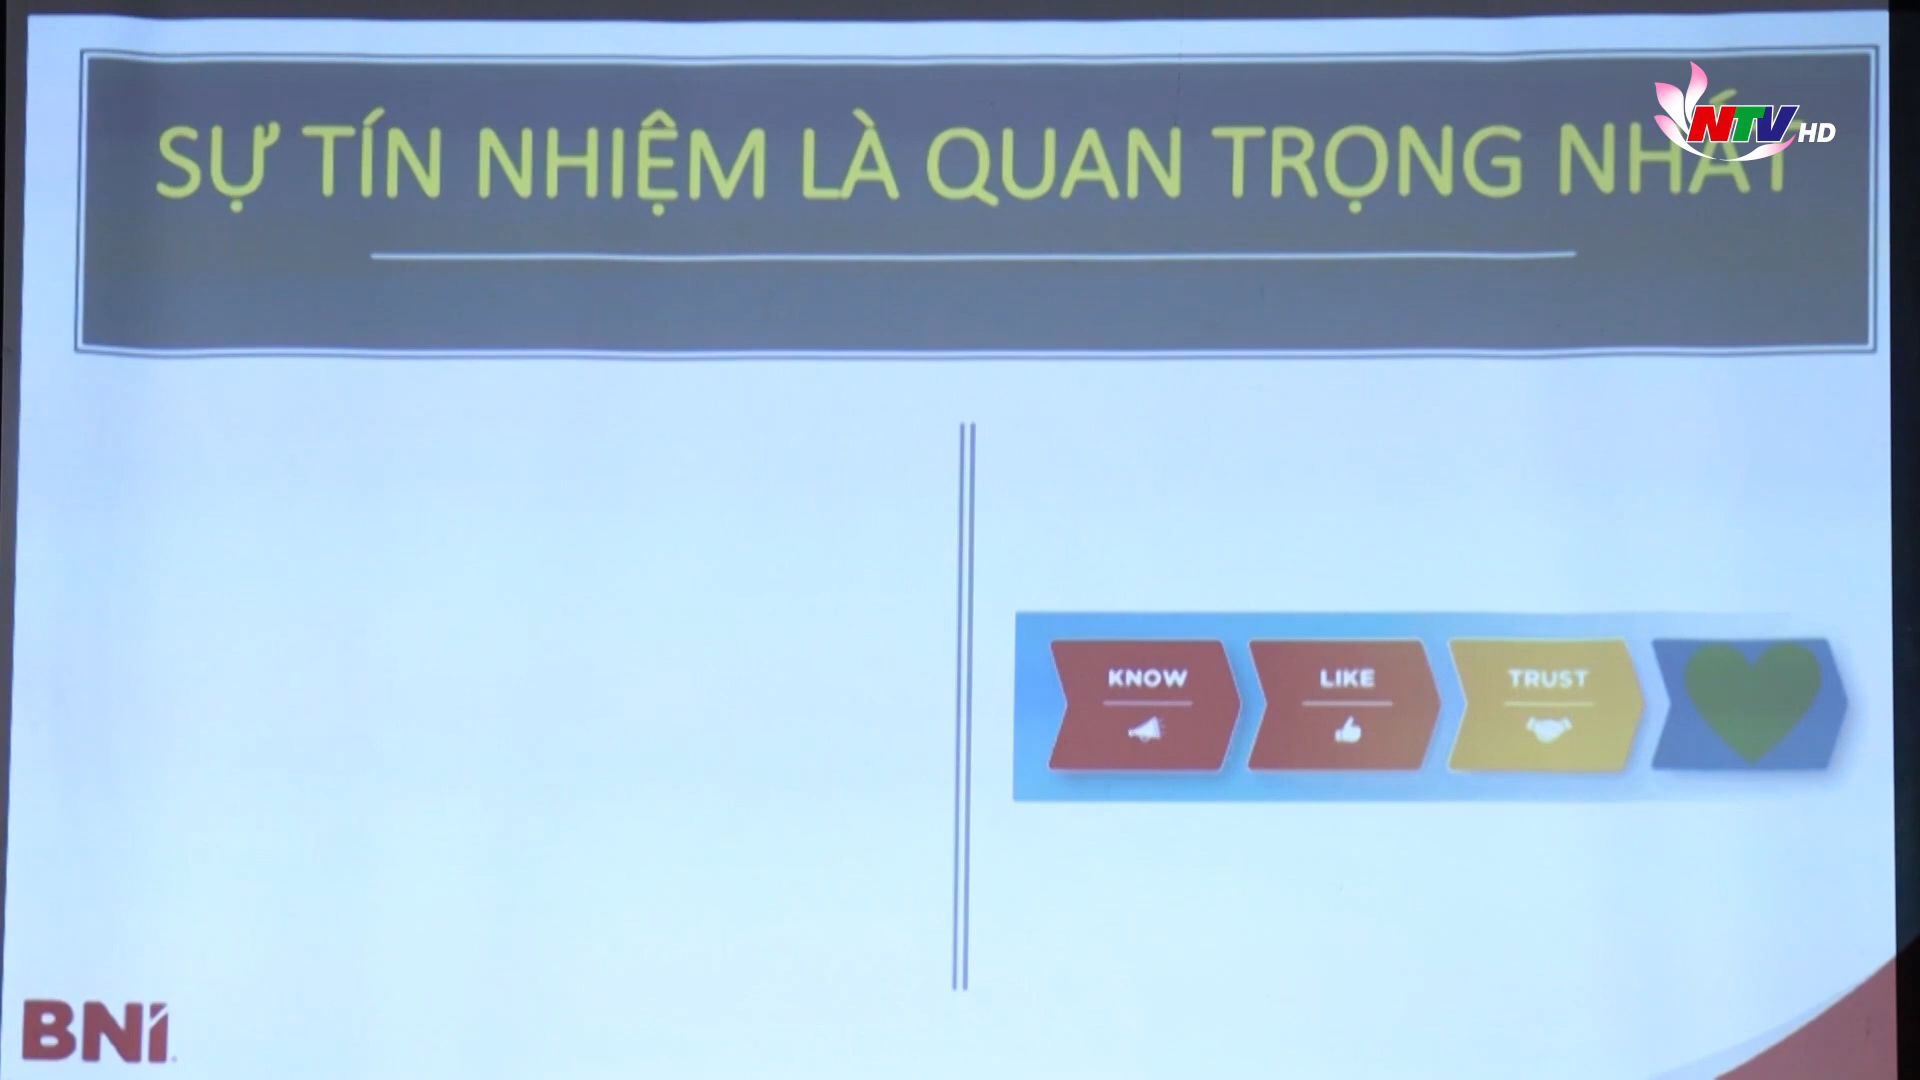 SỰ TÍN NHIỆM LÀ QUAN TRỌNG NHẤT
NTV HD
KNOW
LIKE
TRUST
BNI